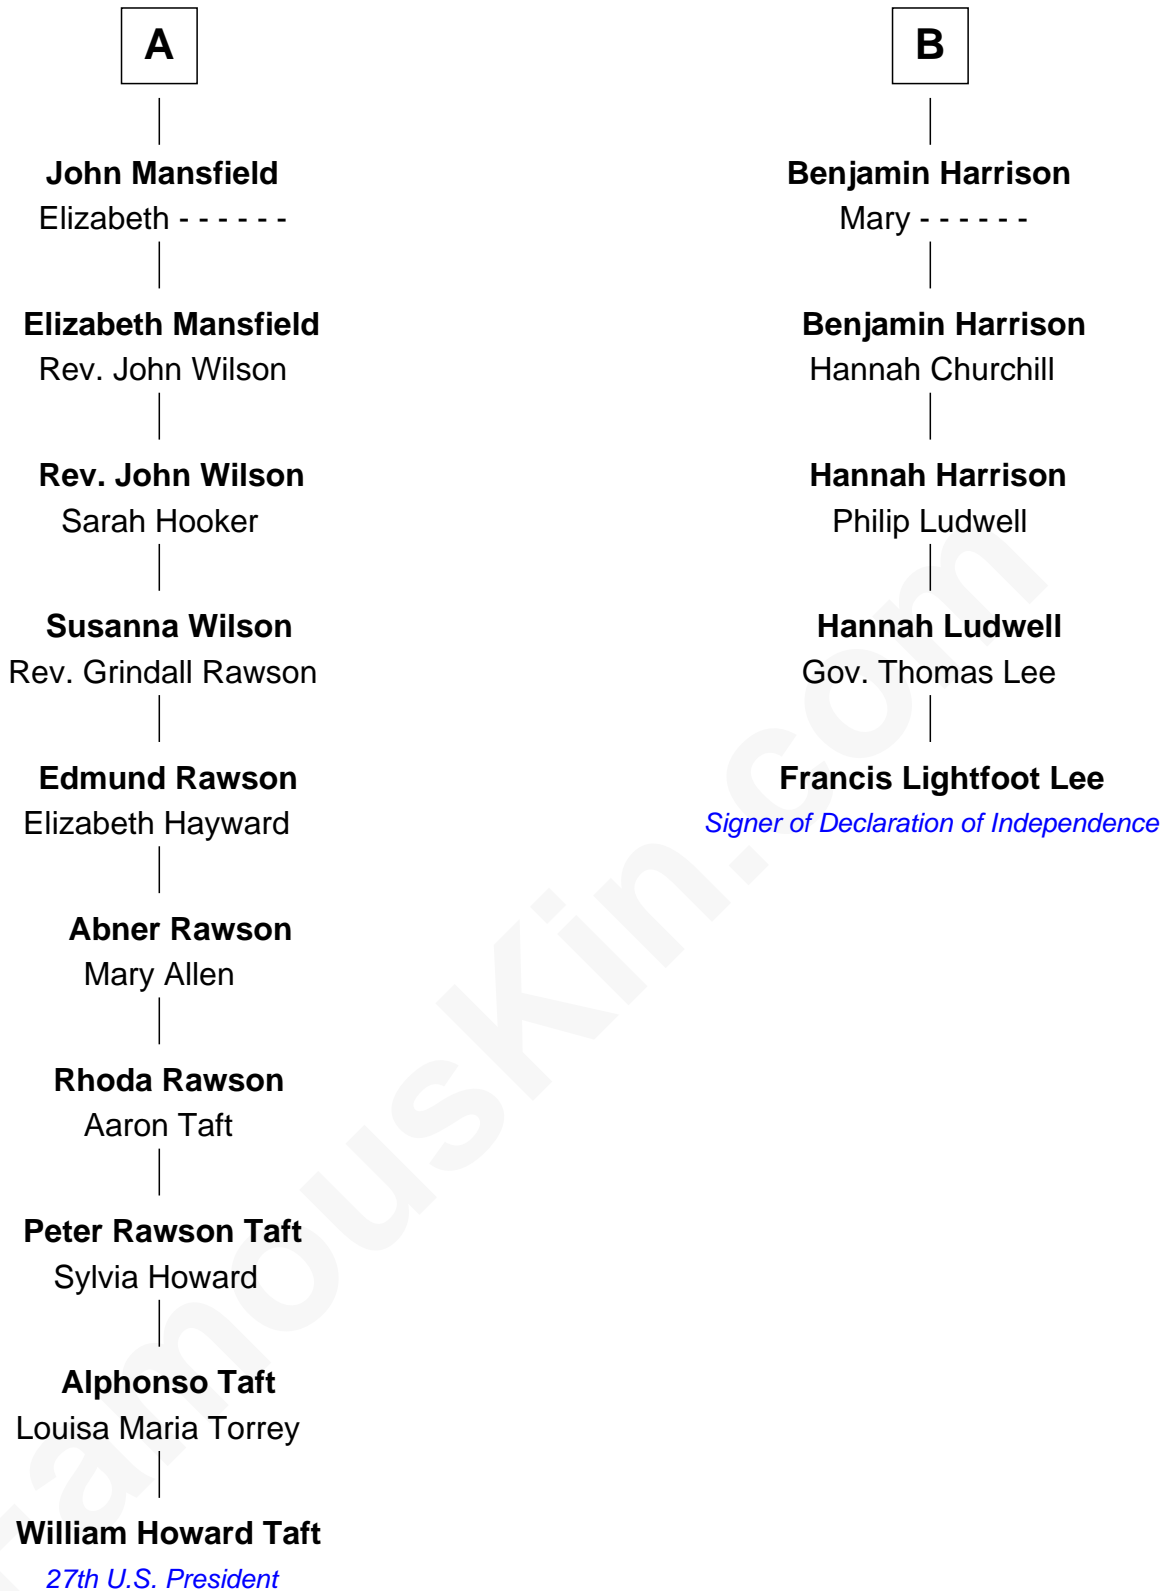 A
John Mansfield
Elizabeth - - - - - -
Elizabeth Mansfield
Rev. John Wilson
Rev. John Wilson
Sarah Hooker
Susanna Wilson
Rev. Grindall Rawson
Edmund Rawson
Elizabeth Hayward
Abner Rawson
Mary Allen
Rhoda Rawson
Aaron Taft
Peter Rawson Taft
Sylvia Howard
Alphonso Taft
Louisa Maria Torrey
William Howard Taft
27th U.S. President
B
Benjamin Harrison
Mary - - - - - -
Benjamin Harrison
Hannah Churchill
Hannah Harrison
Philip Ludwell
Hannah Ludwell
Gov. Thomas Lee
Francis Lightfoot Lee
Signer of Declaration of Independence
FamousKin.com